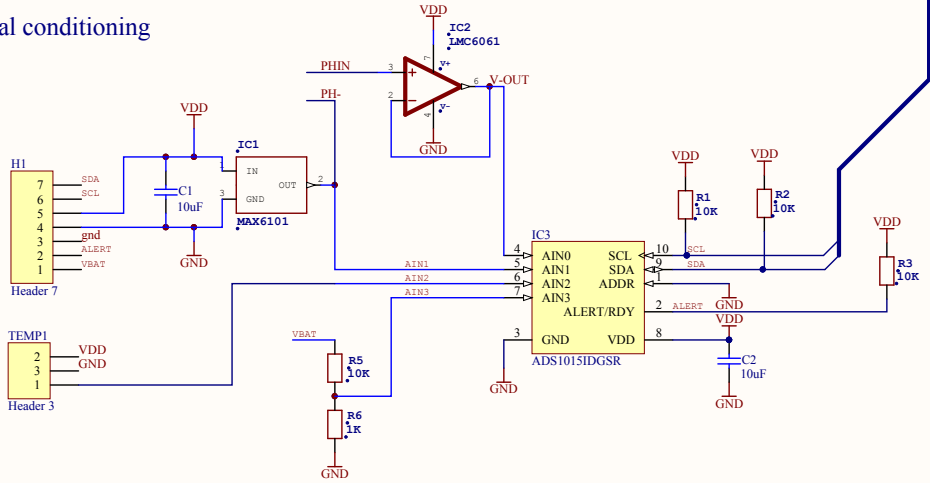 al conditioning
VDD
IC2
LMC6061
PHIN
3
7
V+
6
V-OUT
PH-
2
4
V-
GND
VDD
H1
IC1
1
IN
OUT
2
3
GND
MAX6101
C1
10uF
GND
7
SDA
6
SCL
5
4
3
gnd
2
ALERT
1
VBAT
Header 7
VDD
R1
10K
VDD
R2
10K
VDD
R3
10K
IC3
4
AIN0
SCL
10
SCL
AIN1
5
AIN1
SDA
9
SDA
AIN2
6
AIN2
ADDR
1
GND
AIN3
7
AIN3
ALERT/RDY
2
ALERT
3
GND
VDD
8
VDD
ADS1015IDGSR
GND
C2
10uF
GND
TEMP1
2
VDD
3
GND
1
Header 3
VBAT
R5
10K
R6
1K
GND